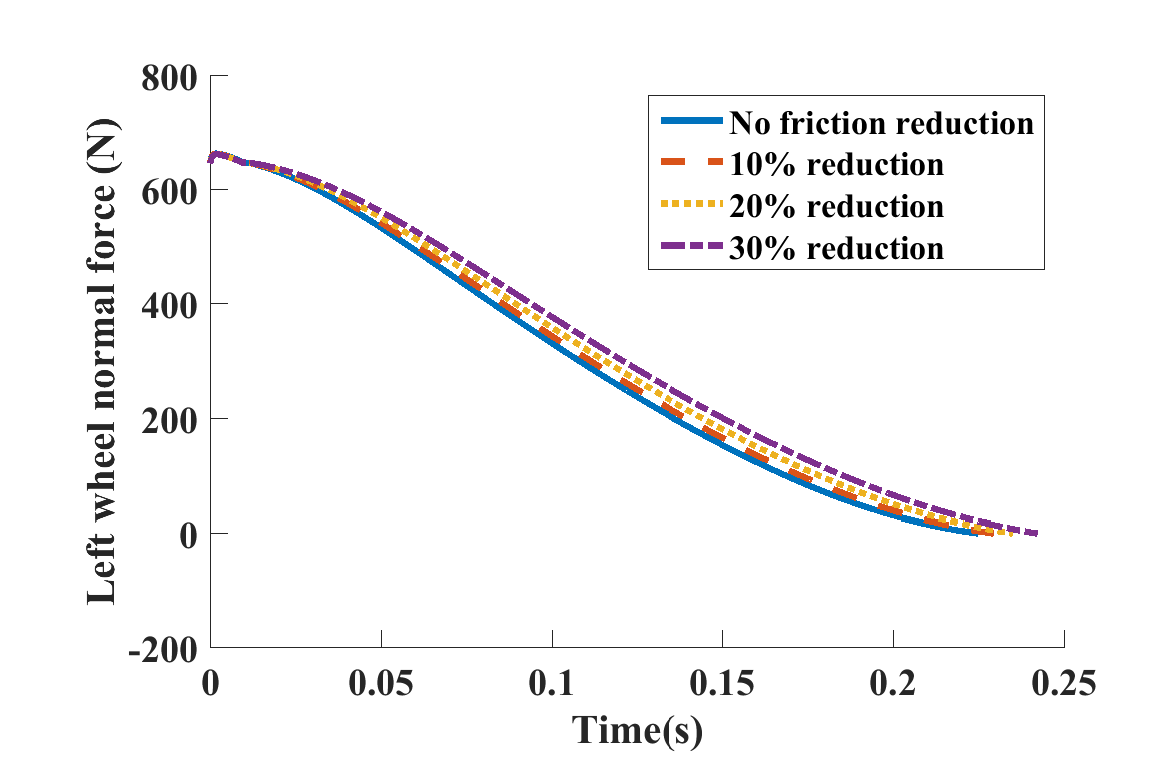 800
600
400
200
0
-200
Left wheel normal force (N)
No friction reduction
10% reduction
20% reduction
30% reduction
0
0.05
0.1
0.15
0.2
0.25
Time(s)